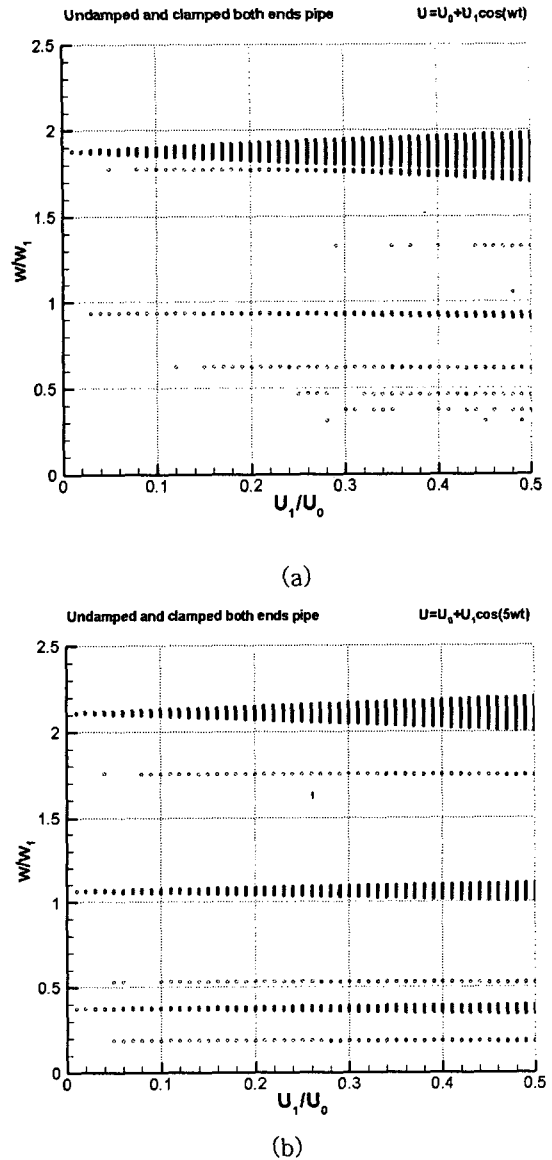 Undamped and clamped both ends pipe U=U₀+U₁cos(wt)
2.5
2
1.5
1
0.5
0
w/w₁
0 0.1 0.2 0.3 0.4 0.5
U₁/U₀
(a)
Undamped and clamped both ends pipe U=U₀+U₁cos(5wt)
2.5
2
1.5
1
0.5
0
w/w₁
0 0.1 0.2 0.3 0.4 0.5
U₁/U₀
(b)